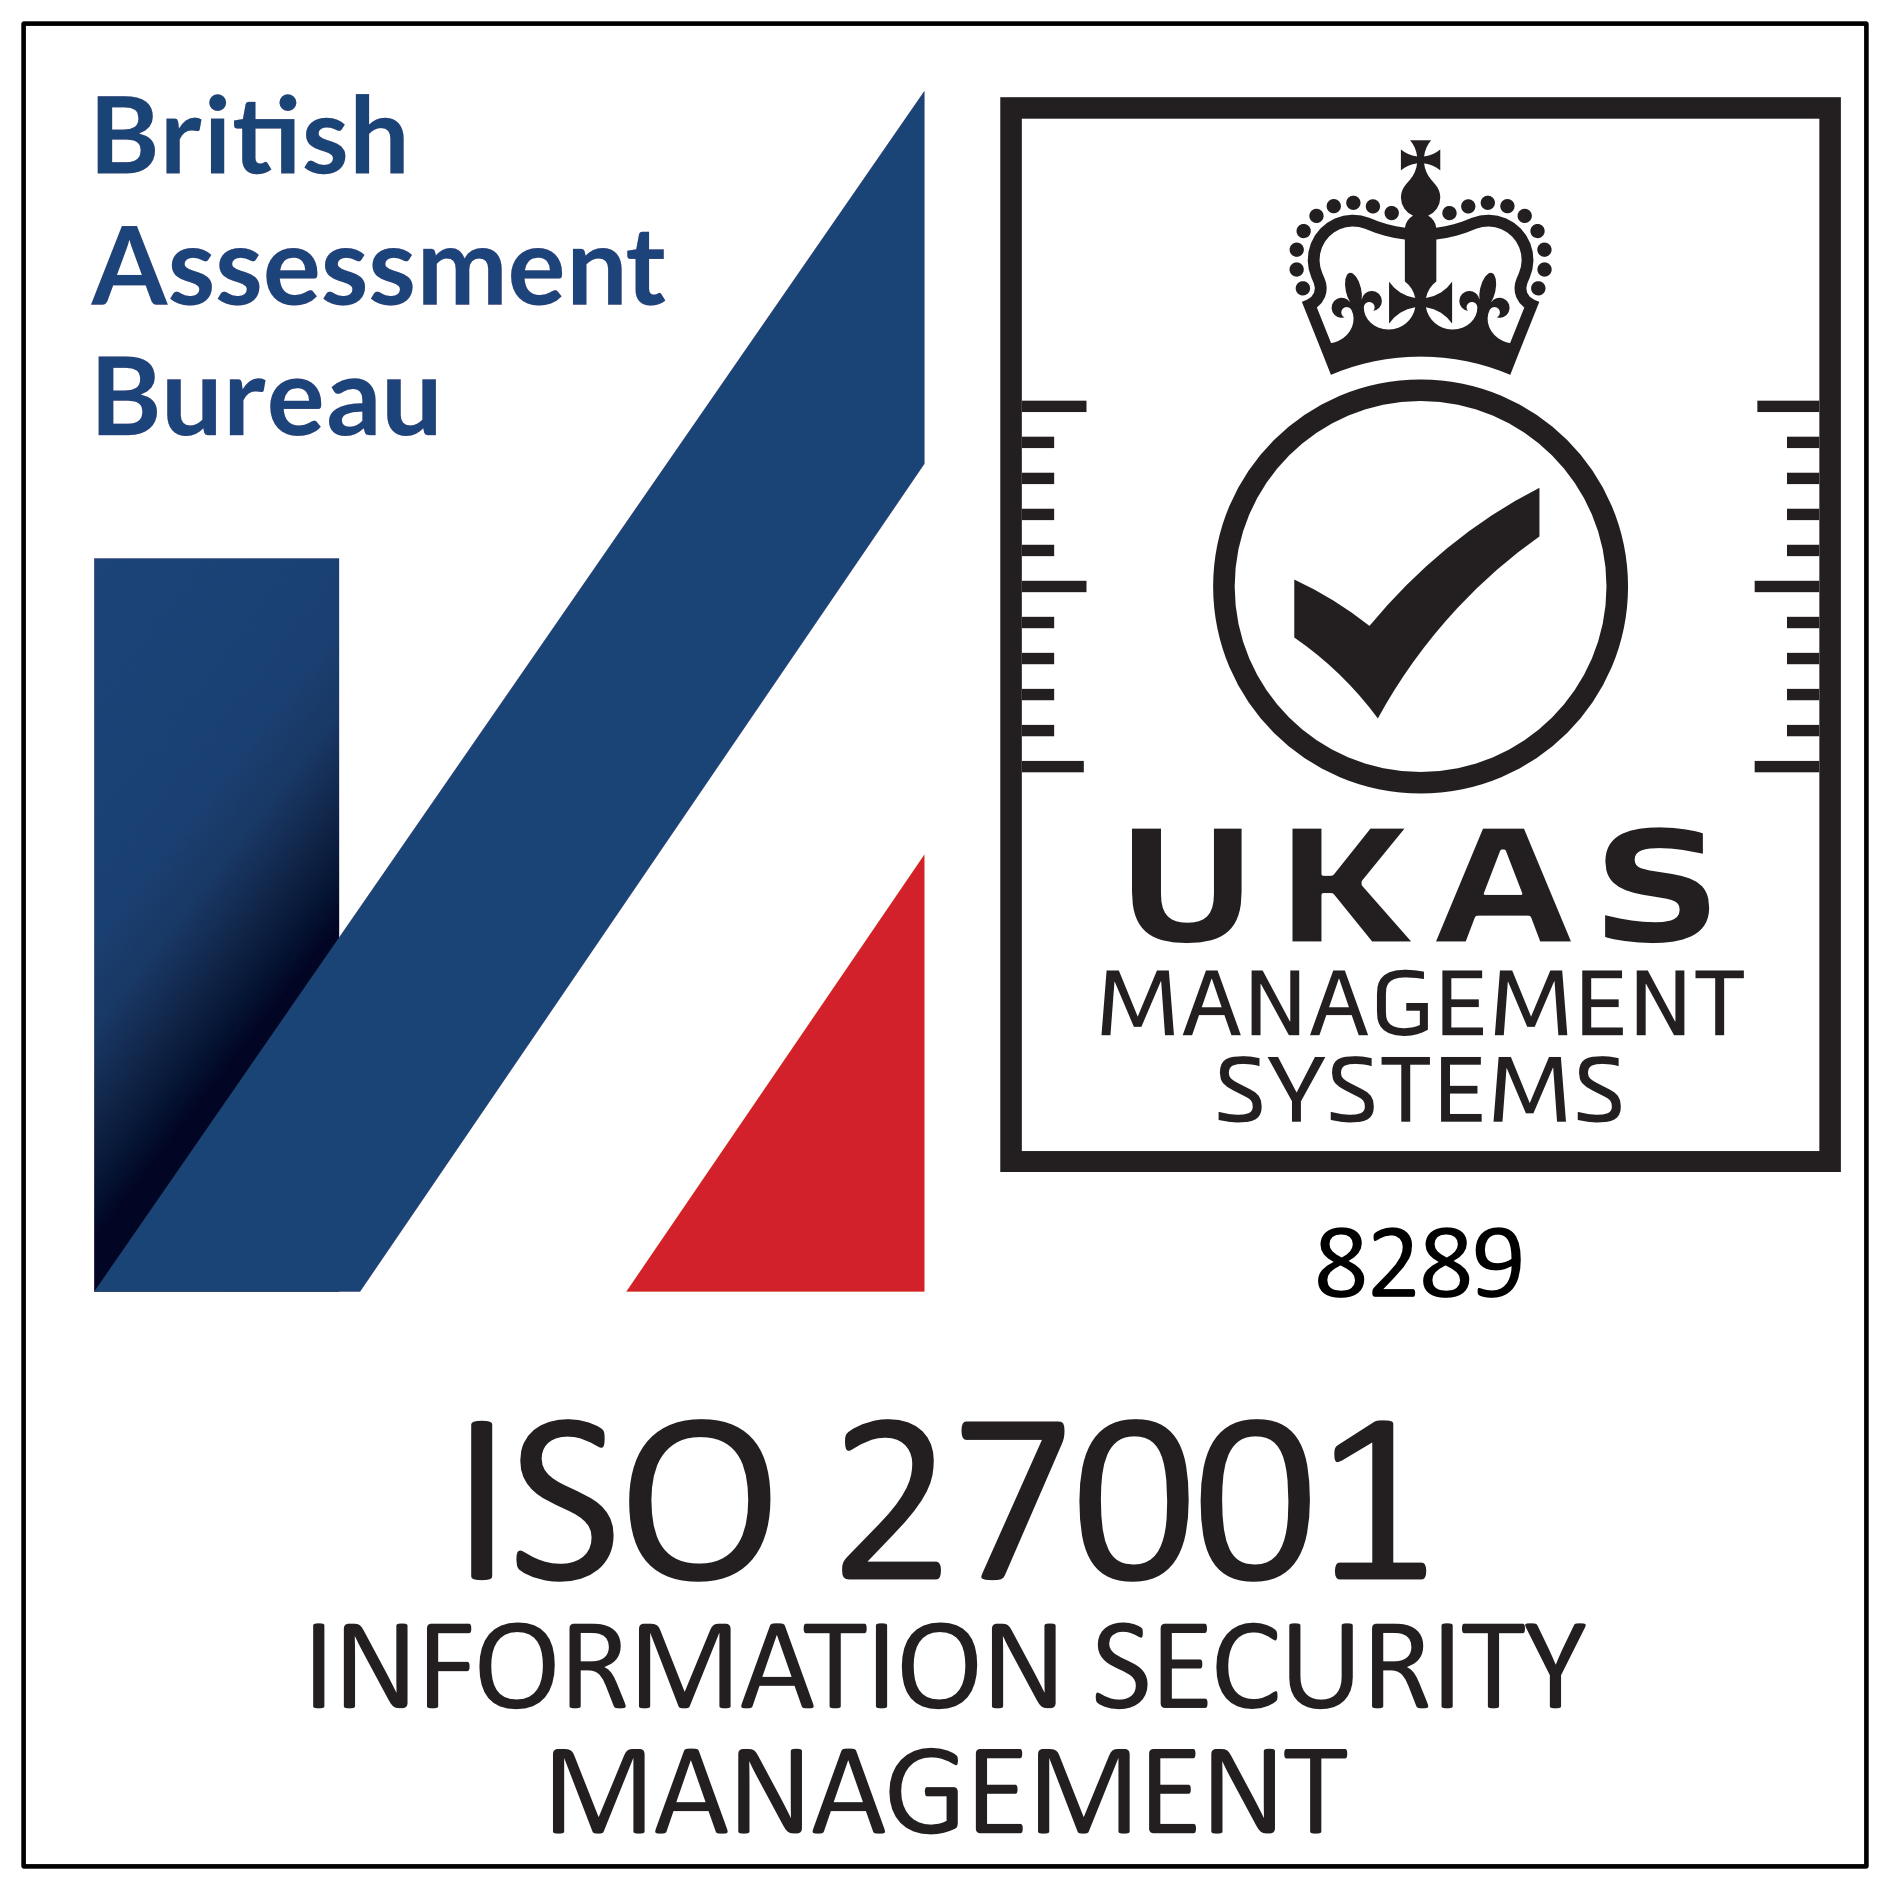 British
Assessment
Bureau
UKAS
MANAGEMENT
SYSTEMS
8289
ISO 27001
INFORMATION SECURITY
MANAGEMENT